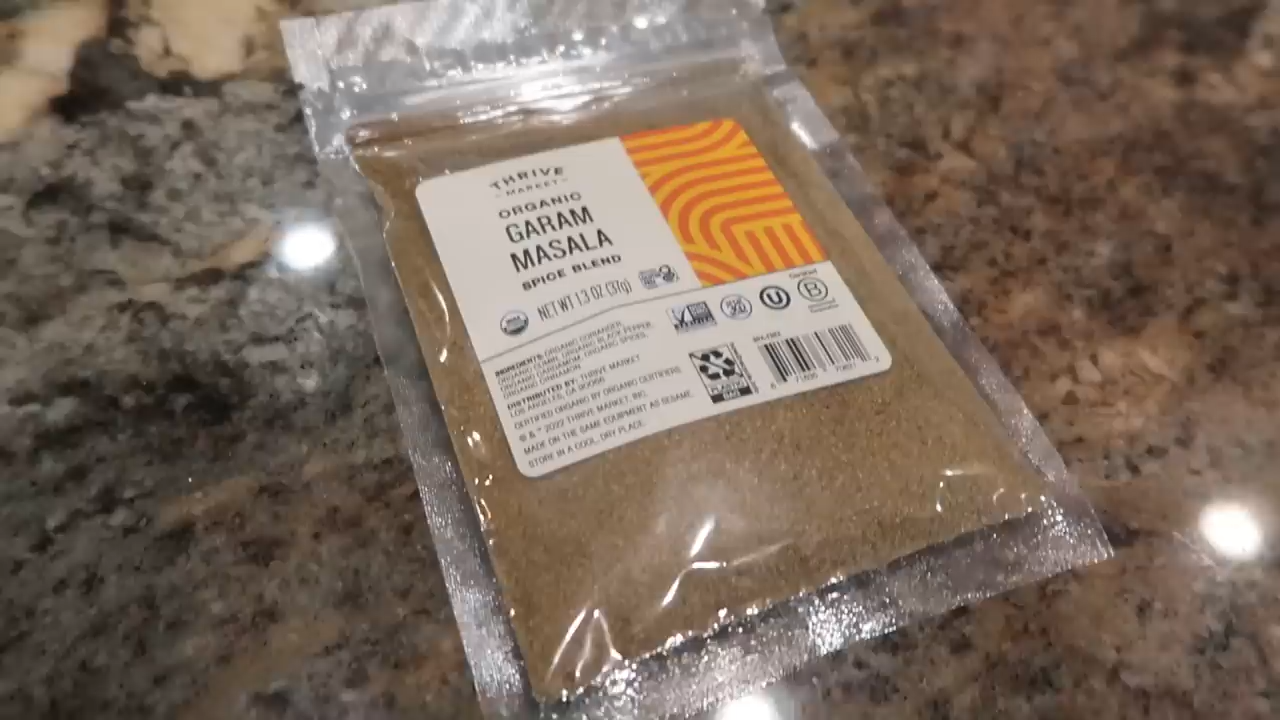 THRIVE
- MARKET -
ORGANIC
GARAM
MASALA
SPICE BLEND
NET WT 1.3 OZ (37g)
Certified
U
B
INGREDIENTS: ORGANIC CORIANDER,
ORGANIC CUMIN, ORGANIC BLACK PEPPER,
ORGANIC CARDAMOM, ORGANIC SPICES,
ORGANIC CINNAMON
DISTRIBUTED BY: THRIVE MARKET
LOS ANGELES, CA 90066
CERTIFIED ORGANIC BY ORGANIC CERTIFIERS
© & ™ 2022 THRIVE MARKET, INC.
MADE ON THE SAME EQUIPMENT AS SESAME.
STORE IN A COOL, DRY PLACE.
PLASTIC
BAG